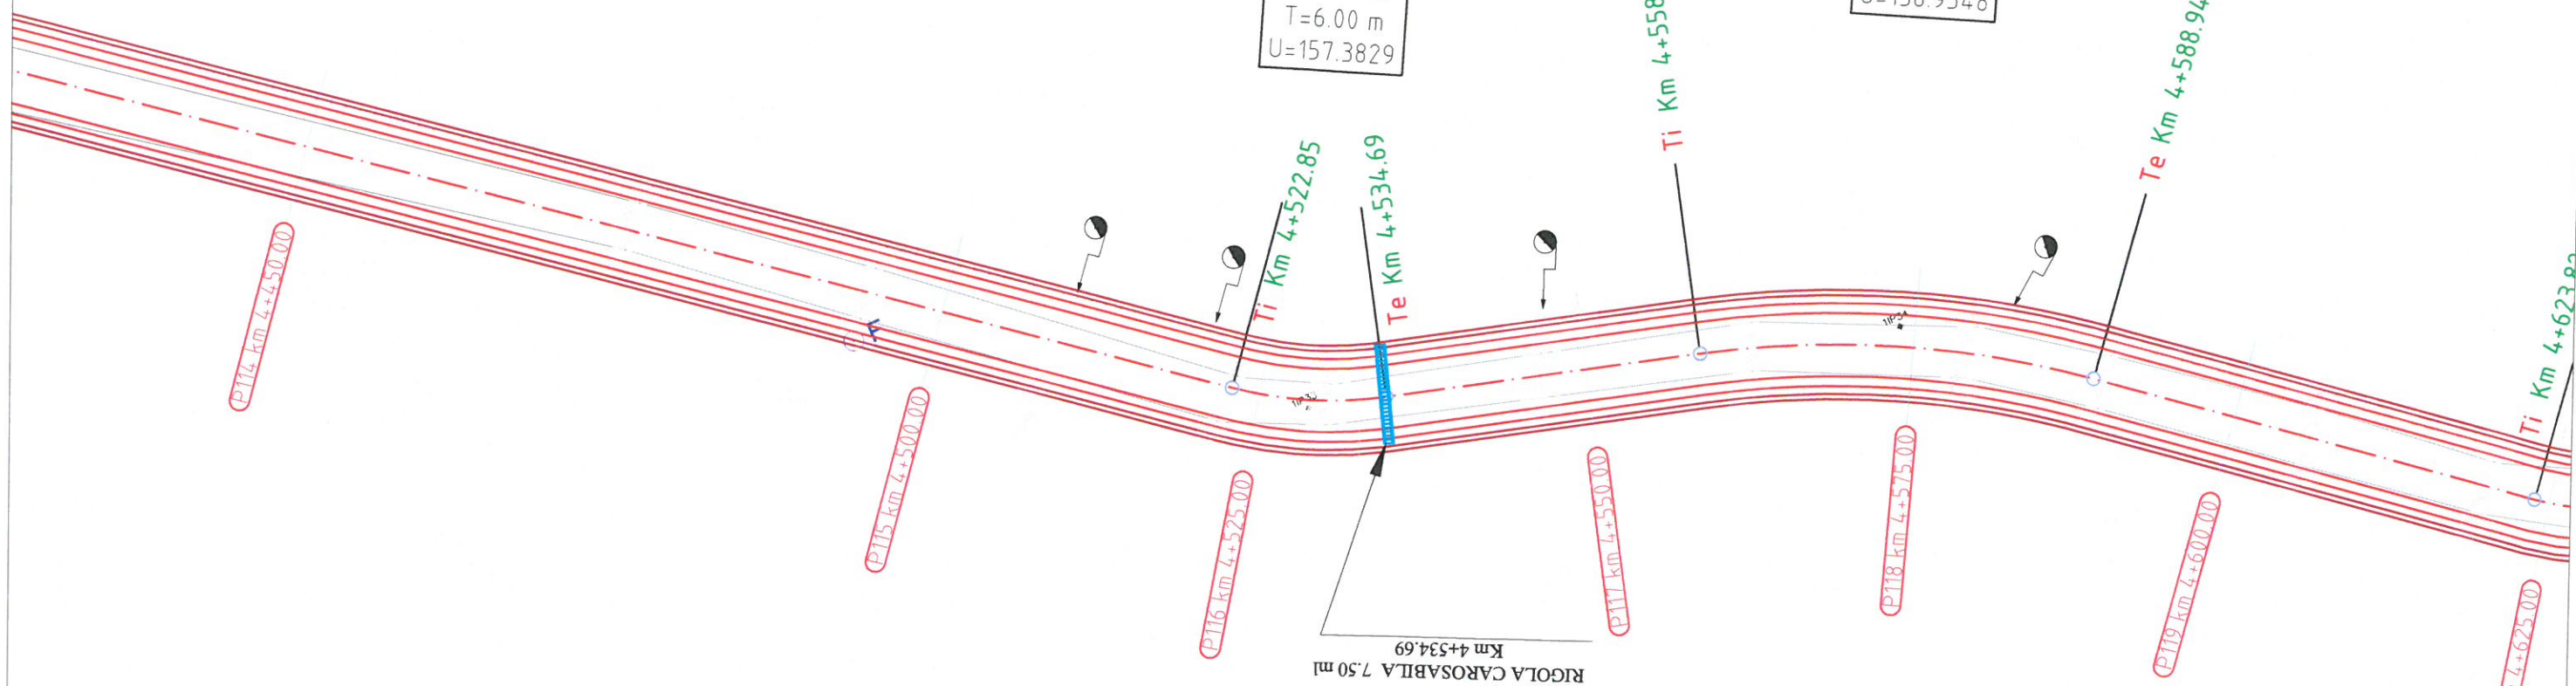 T=6.00 m
U=157.3829
Ti Km 4+522.85
Te Km 4+534.69
Ti Km 4+558
Te Km 4+588.94
Ti Km 4+623.82
P114 km 4+450.00
P115 km 4+500.00
P116 km 4+525.00
P117 km 4+550.00
P118 km 4+575.00
P119 km 4+600.00
4+625.00
RIGOLA CAROSABILA 7.50 ml
Km 4+534.69